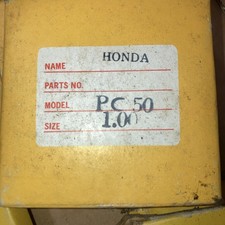 NAME HONDA
PARTS NO.
MODEL PC 50
SIZE 1.00